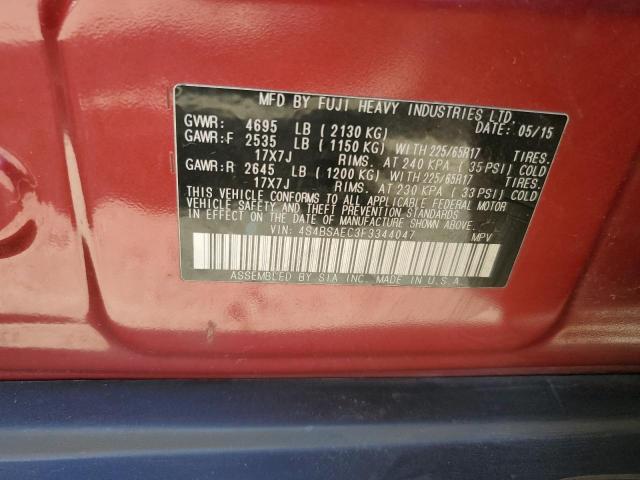 MFD BY FUJI HEAVY INDUSTRIES LTD.
GVWR: 4695 LB ( 2130 KG) DATE: 05/15
GAWR:F 2535 LB ( 1150 KG) WITH 225/65R17 TIRES.
17X7J RIMS. AT 240 KPA ( 35 PSI) COLD
GAWR:R 2645 LB ( 1200 KG) WITH 225/65R17 TIRES.
17X7J RIMS. AT 230 KPA ( 33 PSI) COLD
THIS VEHICLE CONFORMS TO ALL APPLICABLE FEDERAL MOTOR
VEHICLE SAFETY AND THEFT PREVENTION STANDARDS
IN EFFECT ON THE DATE OF MANUFACTURE SHOWN ABOVE.
VIN: 4S4BSAEC3F3344047 MPV
ASSEMBLED BY SIA INC. MADE IN U.S.A.